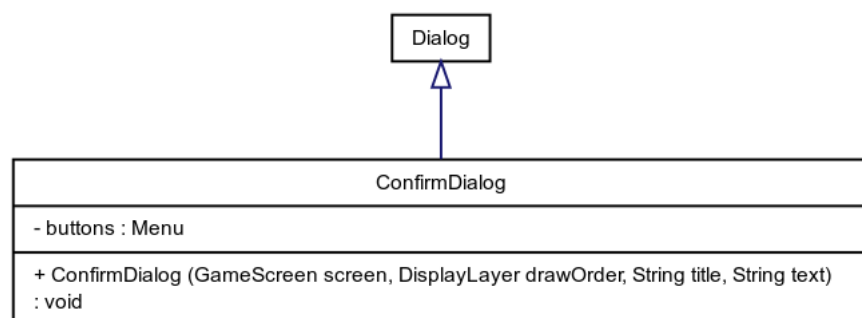 Dialog
ConfirmDialog
- buttons : Menu
+ ConfirmDialog (GameScreen screen, DisplayLayer drawOrder, String title, String text)
: void